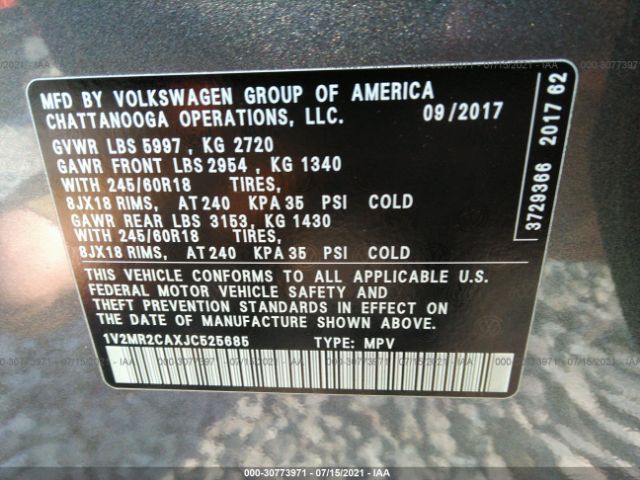 MFD BY VOLKSWAGEN GROUP OF AMERICA
CHATTANOOGA OPERATIONS, LLC. 09/2017
GVWR LBS 5997, KG 2720
GAWR FRONT LBS 2954, KG 1340
WITH 245/60R18 TIRES,
8JX18 RIMS, AT 240 KPA 35 PSI COLD
GAWR REAR LBS 3153, KG 1430
WITH 245/60R18 TIRES,
8JX18 RIMS, AT 240 KPA 35 PSI COLD
THIS VEHICLE CONFORMS TO ALL APPLICABLE U.S.
FEDERAL MOTOR VEHICLE SAFETY AND
THEFT PREVENTION STANDARDS IN EFFECT ON
THE DATE OF MANUFACTURE SHOWN ABOVE.
1V2MR2CAXJC525685 TYPE: MPV
3729366 2017 62
000-30773971 - 07/15/2021 - IAA